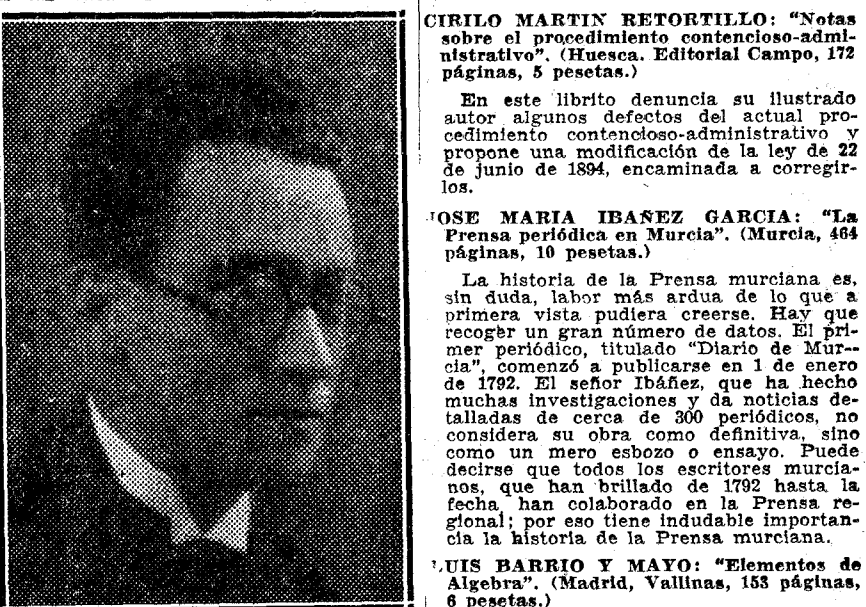 CIRILO MARTIN RETORTILLO: "Notas
sobre el procedimiento contencioso-admi-
nistrativo". (Huesca. Editorial Campo, 172
páginas, 5 pesetas.)
En este librito denuncia su ilustrado
autor algunos defectos del actual pro-
cedimiento contencioso-administrativo y
propone una modificación de la ley de 22
de junio de 1894, encaminada a corregir-
los.
JOSE MARIA IBAÑEZ GARCIA: "La
Prensa periódica en Murcia". (Murcia, 464
páginas, 10 pesetas.)
La historia de la Prensa murciana es,
sin duda, labor más ardua de lo que a
primera vista pudiera creerse. Hay que
recoger un gran número de datos. El pri-
mer periódico, titulado "Diario de Mur-
cia", comenzó a publicarse en 1 de enero
de 1792. El señor Ibáñez, que ha hecho
muchas investigaciones y da noticias de-
talladas de cerca de 300 periódicos, no
considera su obra como definitiva, sino
como un mero esbozo o ensayo. Puede
decirse que todos los escritores murcia-
nos, que han brillado de 1792 hasta la
fecha, han colaborado en la Prensa re-
gional; por eso tiene indudable importan-
cia la historia de la Prensa murciana.
LUIS BARRIO Y MAYO: "Elementos de
Algebra". (Madrid, Vallinas, 153 páginas,
6 pesetas.)